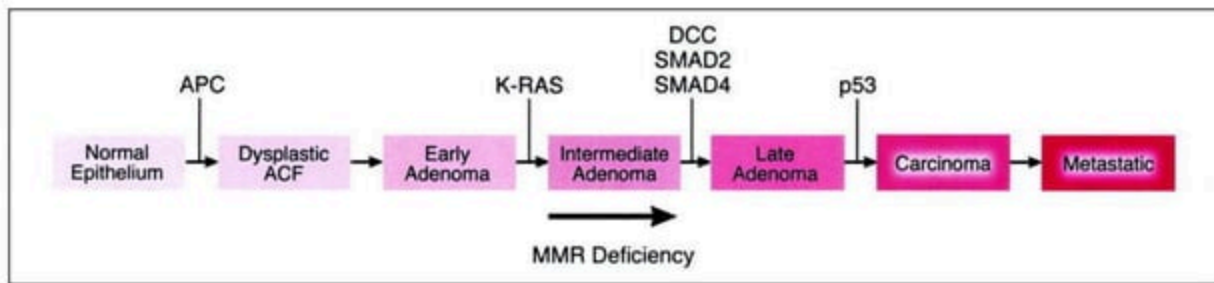 DCC
SMAD2
APC
K-RAS
SMAD4
p53
Normal
Epithelium
Dysplastic
ACF
Early
Adenoma
Intermediate
Adenoma
Late
Adenoma
Carcinoma
Metastatic
MMR Deficiency